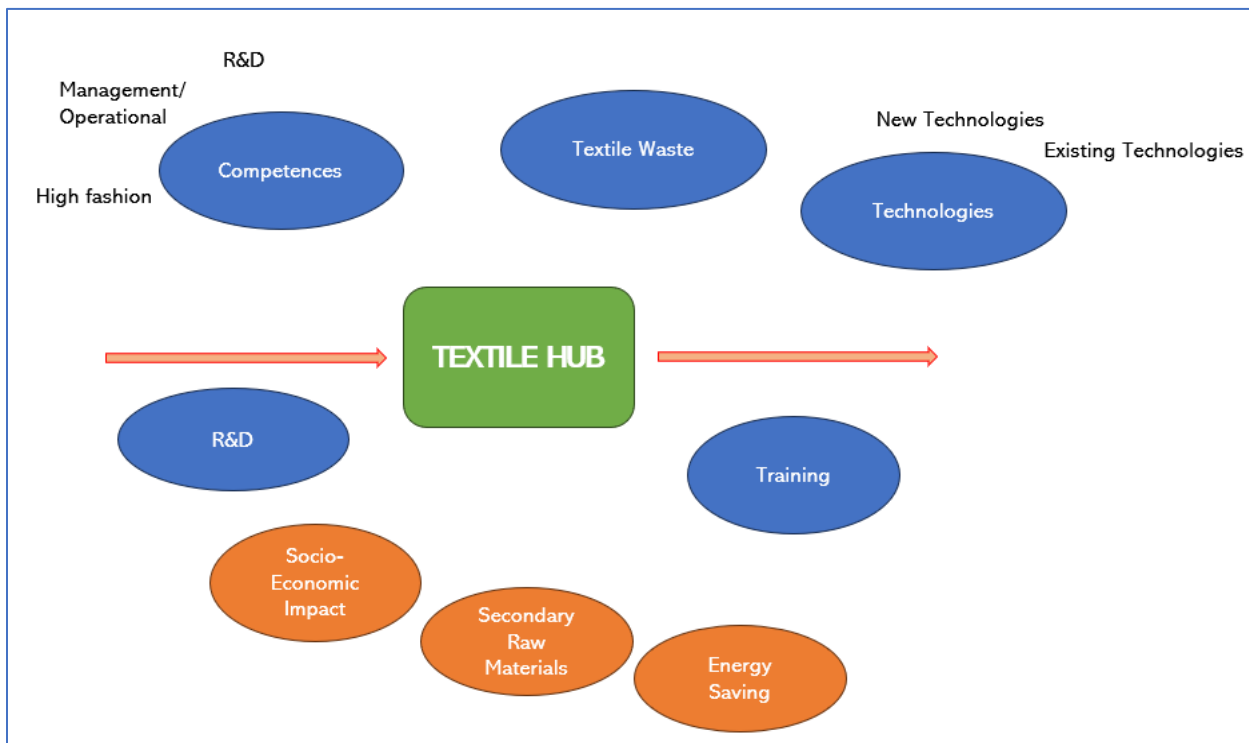 R&D
Management/
Operational
High fashion
Competences
Textile Waste
New Technologies
Existing Technologies
Technologies
TEXTILE HUB
R&D
Training
Socio-
Economic
Impact
Secondary
Raw
Materials
Energy
Saving